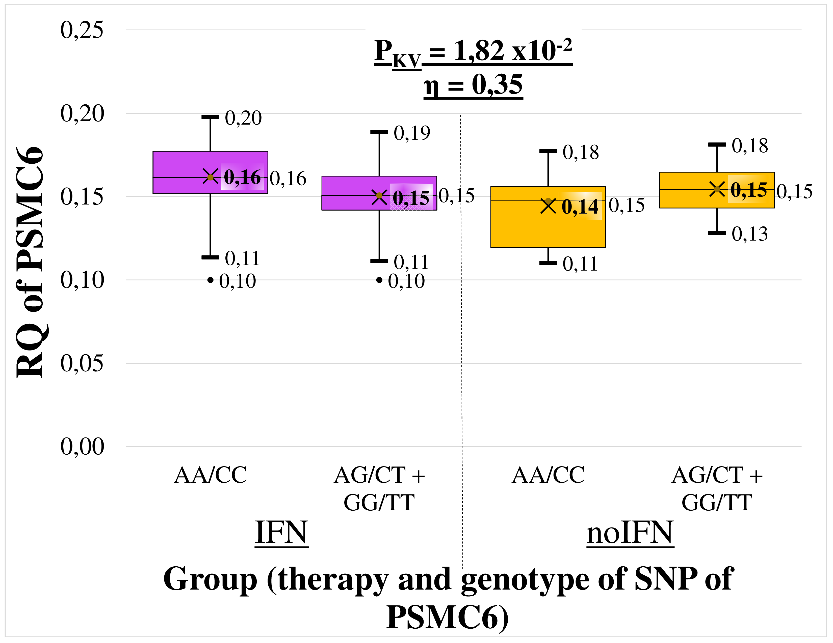 0,25
P_KV = 1,82 x10^-2
η = 0,35
0,20
0,20
0,19
0,18
0,18
0,16
0,16
0,15
0,15
0,15
0,14
0,15
0,15
0,15
0,11
0,11
0,11
0,13
0,10
0,10
0,10
0,05
0,00
RQ of PSMC6
AA/CC
AG/CT +
GG/TT
AA/CC
AG/CT +
GG/TT
IFN
noIFN
Group (therapy and genotype of SNP of
PSMC6)